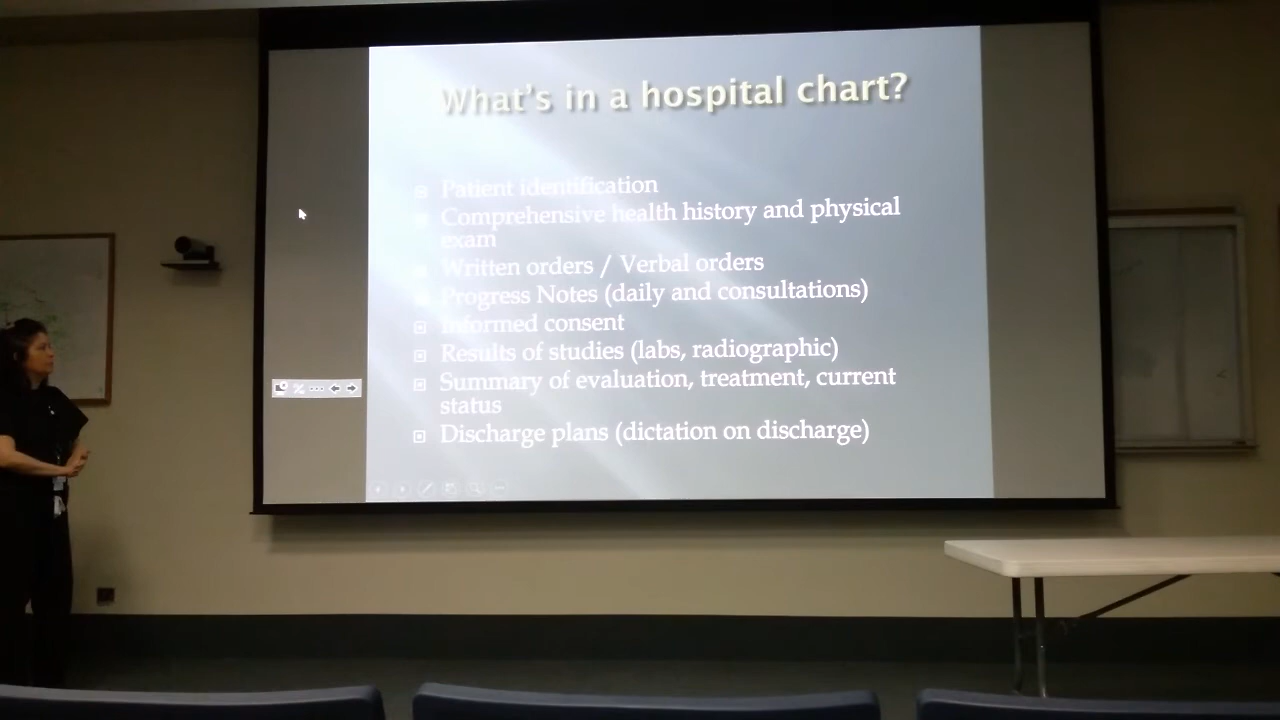 What's in a hospital chart?
Patient identification
Comprehensive health history and physical
exam
Written orders / Verbal orders
Progress Notes (daily and consultations)
Informed consent
Results of studies (labs, radiographic)
Summary of evaluation, treatment, current
status
Discharge plans (dictation on discharge)